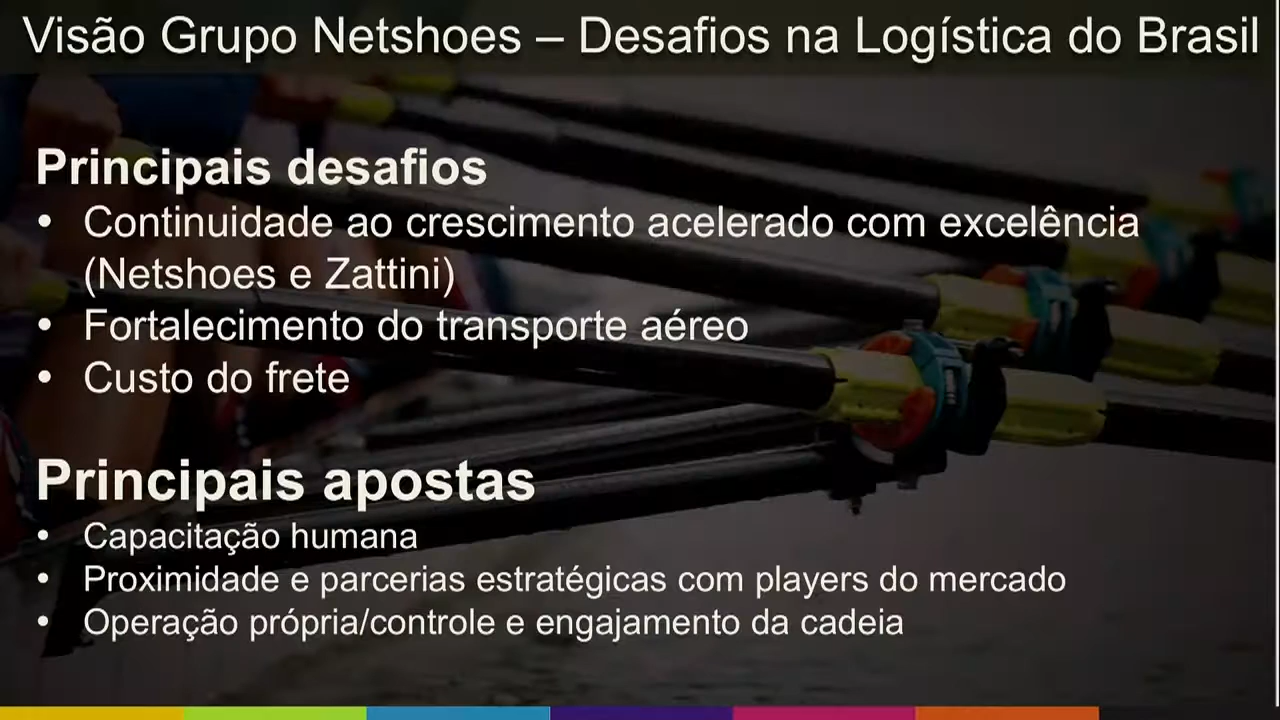 Visão Grupo Netshoes – Desafios na Logística do Brasil
Principais desafios
• Continuidade ao crescimento acelerado com excelência
(Netshoes e Zattini)
• Fortalecimento do transporte aéreo
• Custo do frete
Principais apostas
• Capacitação humana
• Proximidade e parcerias estratégicas com players do mercado
• Operação própria/controle e engajamento da cadeia